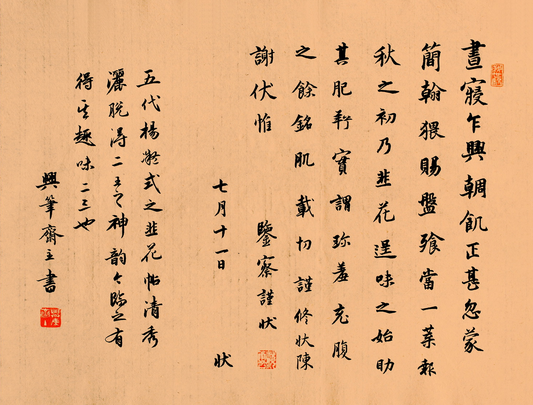 晝寢乍興輖飢正甚忽蒙
簡翰猥賜盤飧當一葉報
秋之初乃韭花逞味之始助
其肥羜實謂珍羞充腹
之餘銘肌載切謹修狀陳
謝伏惟
鑒察謹狀
七月十一日 狀
五代楊凝式之韭花帖清秀
灑脫得二王之神韵今臨之有
得其趣味二三也
興筆齋主書